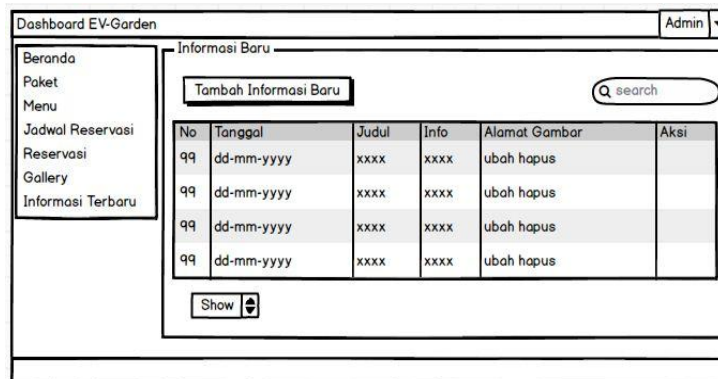 Dashboard EV-Garden Admin
Beranda
Paket
Menu
Jadwal Reservasi
Reservasi
Gallery
Informasi Terbaru
Informasi Baru
Tambah Informasi Baru search
No Tanggal Judul Info Alamat Gambar Aksi
99 dd-mm-yyyy xxxx xxxx ubah hapus
99 dd-mm-yyyy xxxx xxxx ubah hapus
99 dd-mm-yyyy xxxx xxxx ubah hapus
99 dd-mm-yyyy xxxx xxxx ubah hapus
Show